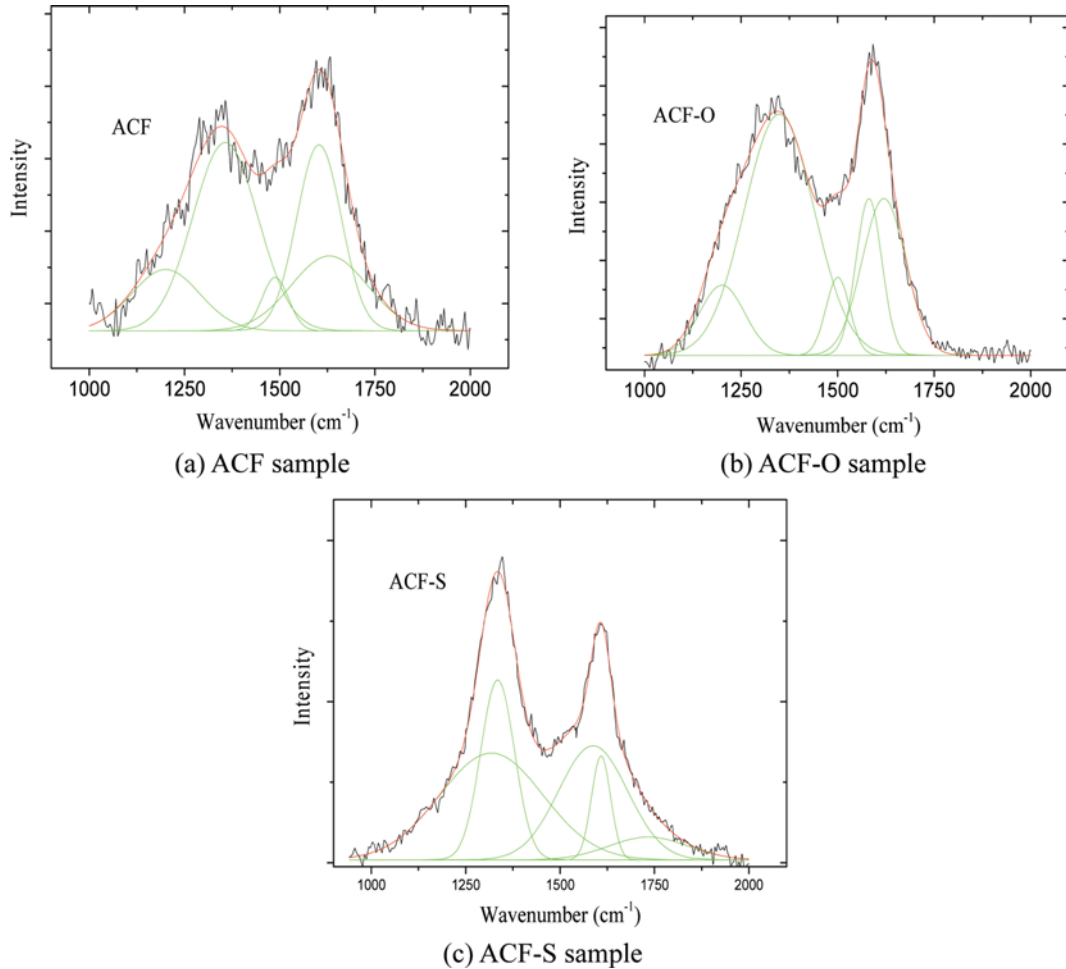 Intensity
ACF
1000 1250 1500 1750 2000
Wavenumber (cm⁻¹)
(a) ACF sample
Intensity
ACF-O
1000 1250 1500 1750 2000
Wavenumber (cm⁻¹)
(b) ACF-O sample
Intensity
ACF-S
1000 1250 1500 1750 2000
Wavenumber (cm⁻¹)
(c) ACF-S sample